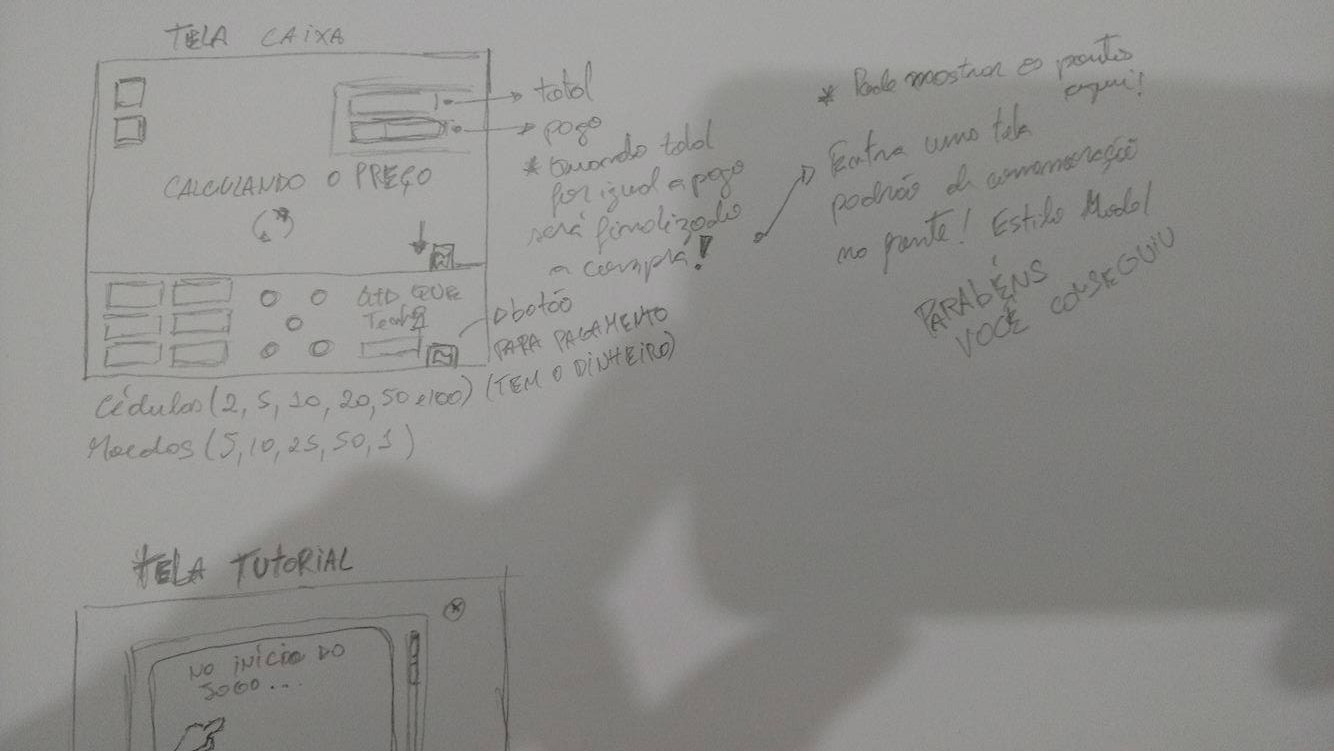 TELA CAIXA
total
pago
* Quando total
for igual a pago
será finalizado
a compra!
* Pode mostrar os pontos
aqui!
Entra uma tela
padrão de comemoração
na frente! Estilo Modal
PARABÉNS
VOCÊ CONSEGUIU
CALCULANDO O PREÇO
QTD QUE
Tenho
botão
PARA PAGAMENTO
(TEM O DINHEIRO)
Cédulas (2, 5, 10, 20, 50 e 100)
Moedas (5, 10, 25, 50, 1)
TELA TUTORIAL
NO INÍCIO DO
JOGO...